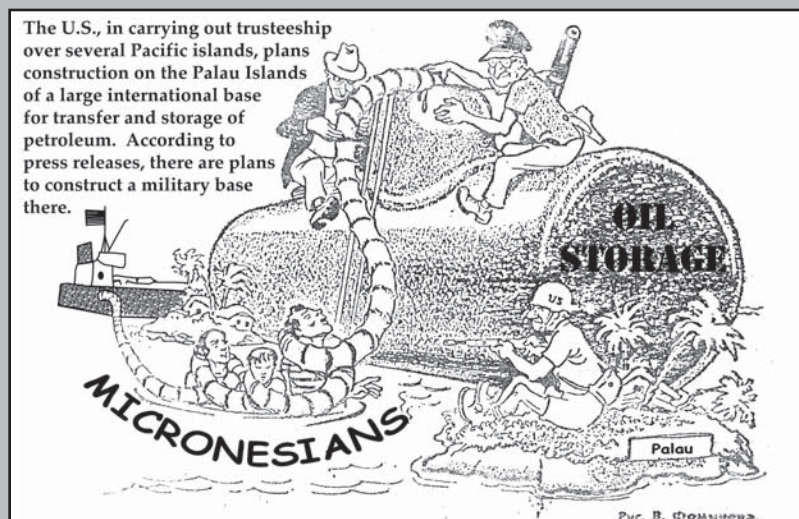 The U.S., in carrying out trusteeship
over several Pacific islands, plans
construction on the Palau Islands
of a large international base
for transfer and storage of
petroleum. According to
press releases, there are plans
to construct a military base
there.
OIL
STORAGE
US
MICRONESIANS
Palau
Рис. В.